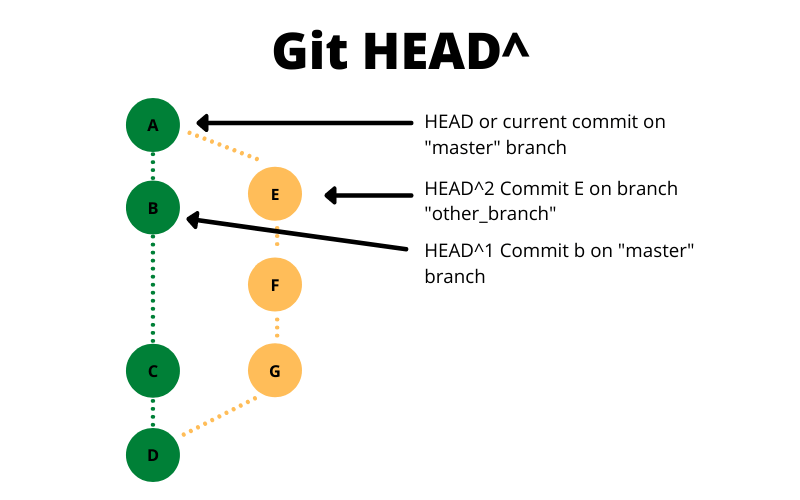 Git HEAD^
A
HEAD or current commit on
"master" branch
E
HEAD^2 Commit E on branch
"other_branch"
B
HEAD^1 Commit b on "master"
branch
F
C
G
D